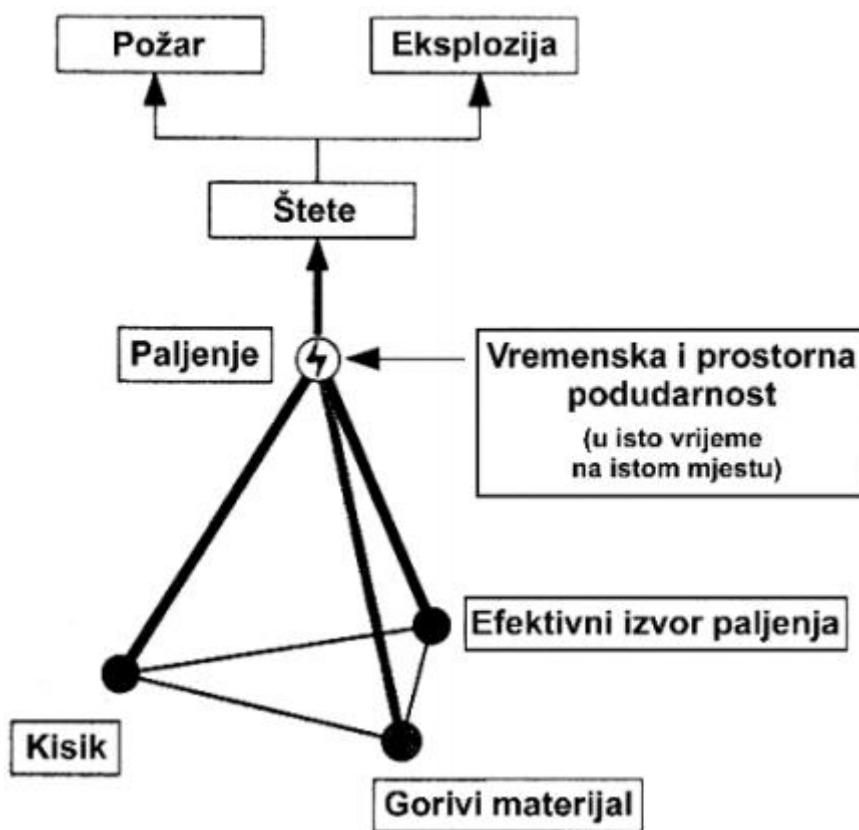 Požar
Eksplozija
Štete
Paljenje
Vremenska i prostorna
podudarnost
(u isto vrijeme
na istom mjestu)
Efektivni izvor paljenja
Kisik
Gorivi materijal